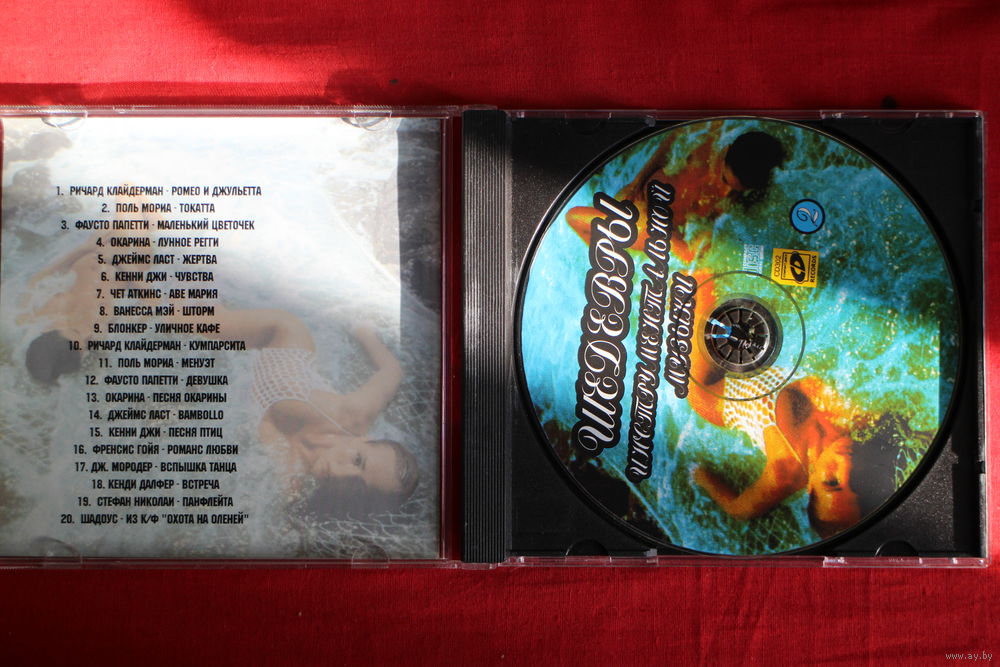 1. РИЧАРД КЛАЙДЕРМАН - РОМЕО И ДЖУЛЬЕТТА
2. ПОЛЬ МОРИА - ТОКАТТА
3. ФАУСТО ПАПЕТТИ - МАЛЕНЬКИЙ ЦВЕТОЧЕК
4. ОКАРИНА - ЛУННОЕ РЕГГИ
5. ДЖЕЙМС ЛАСТ - ЖЕРТВА
6. КЕННИ ДЖИ - ЧУВСТВА
7. ЧЕТ АТКИНС - АВЕ МАРИЯ
8. ВАНЕССА МЭЙ - ШТОРМ
9. БЛОНКЕР - УЛИЧНОЕ КАФЕ
10. РИЧАРД КЛАЙДЕРМАН - КУМПАРСИТА
11. ПОЛЬ МОРИА - МЕНУЭТ
12. ФАУСТО ПАПЕТТИ - ДЕВУШКА
13. ОКАРИНА - ПЕСНЯ ОКАРИНЫ
14. ДЖЕЙМС ЛАСТ - BAMBOLLO
15. КЕННИ ДЖИ - ПЕСНЯ ПТИЦ
16. ФРЕНСИС ГОЙЯ - РОМАНС ЛЮБВИ
17. ДЖ. МОРОДЕР - ВСПЫШКА ТАНЦА
18. КЕНДИ ДАЛФЕР - ВСТРЕЧА
19. СТЕФАН НИКОЛАИ - ПАНФЛЕЙТА
20. ШАДОУС - ИЗ К/Ф "ОХОТА НА ОЛЕНЕЙ"
ШЕДЕВРЫ
ИНСТРУМЕНТАЛЬНОЙ
МУЗЫКИ
2
CD302
RECORDS
www.ay.by